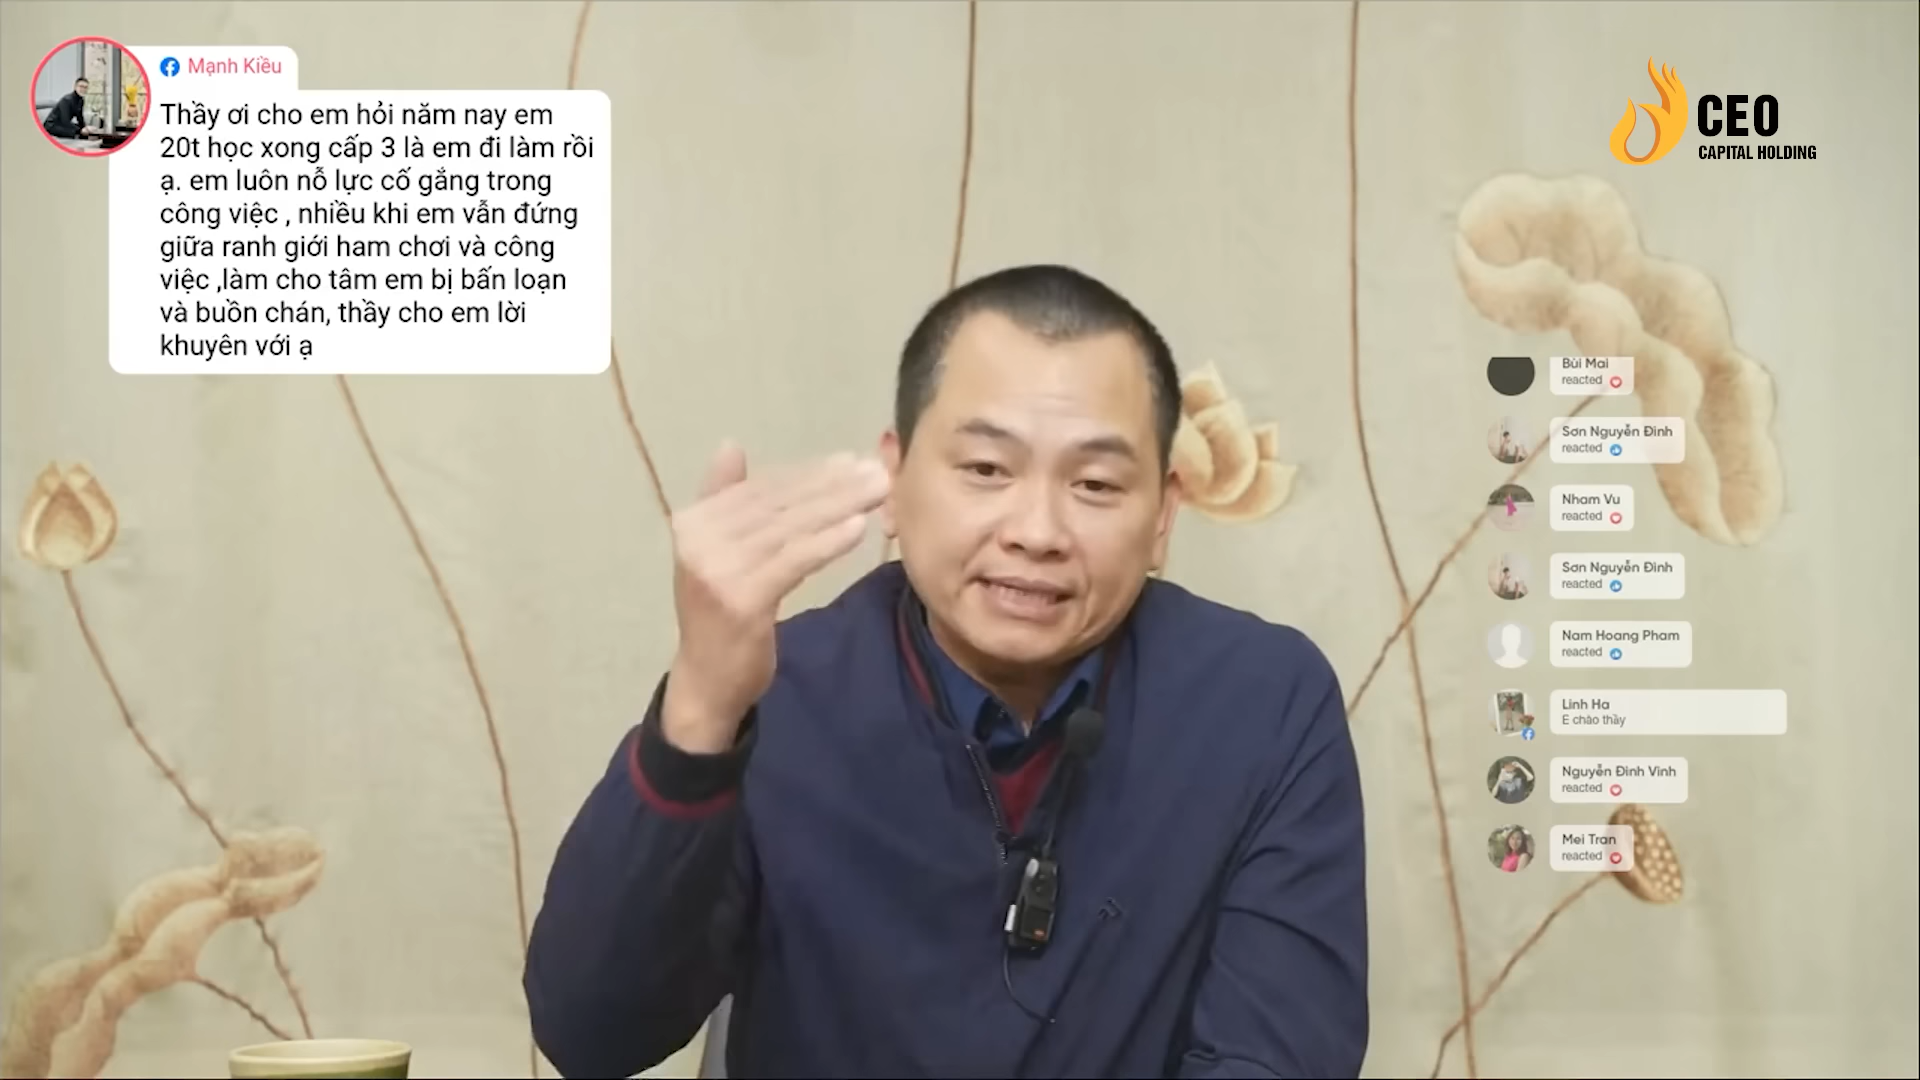 Mạnh Kiều
Thầy ơi cho em hỏi năm nay em
20t học xong cấp 3 là em đi làm rồi
ạ. em luôn nỗ lực cố gắng trong
công việc , nhiều khi em vẫn đứng
giữa ranh giới ham chơi và công
việc ,làm cho tâm em bị bấn loạn
và buồn chán, thầy cho em lời
khuyên với ạ
CEO
CAPITAL HOLDING
Bùi Mai
reacted
Sơn Nguyễn Đình
reacted
Nham Vu
reacted
Sơn Nguyễn Đình
reacted
Nam Hoang Pham
reacted
Linh Ha
E chào thầy
Nguyễn Đình Vinh
reacted
Mei Tran
reacted